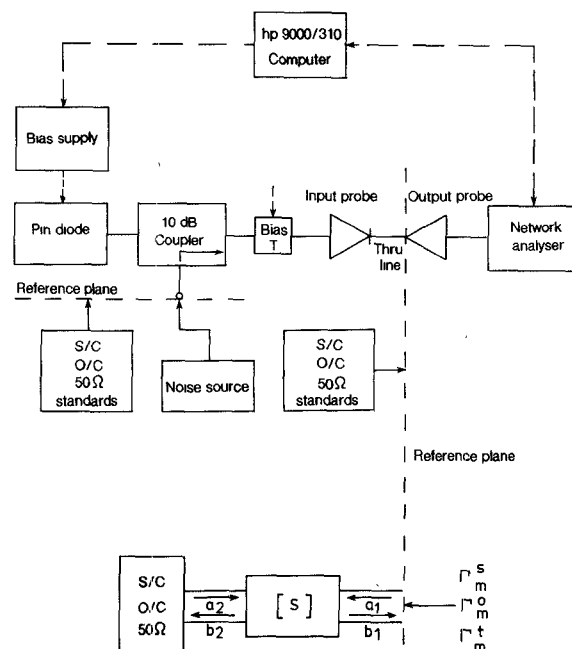 hp 9000/310
Computer
Bias supply
Pin diode
10 dB
Coupler
Bias
T
Input probe
Output probe
Thru
line
Network
analyser
Reference plane
S/C
O/C
50Ω
standards
Noise source
S/C
O/C
50Ω
standards
Reference plane
S/C
O/C
50Ω
a2
b2
[ S ]
a1
b1
Γ s m
Γ o m
Γ t m